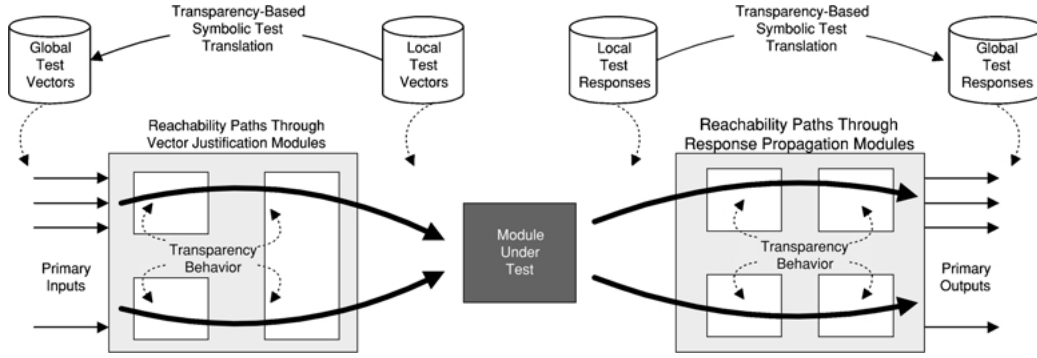 Transparency-Based
Symbolic Test
Translation
Transparency-Based
Symbolic Test
Translation
Global
Test
Vectors
Local
Test
Vectors
Local
Test
Responses
Global
Test
Responses
Reachability Paths Through
Vector Justification Modules
Reachability Paths Through
Response Propagation Modules
Transparency
Behavior
Module
Under
Test
Transparency
Behavior
Primary
Inputs
Primary
Outputs